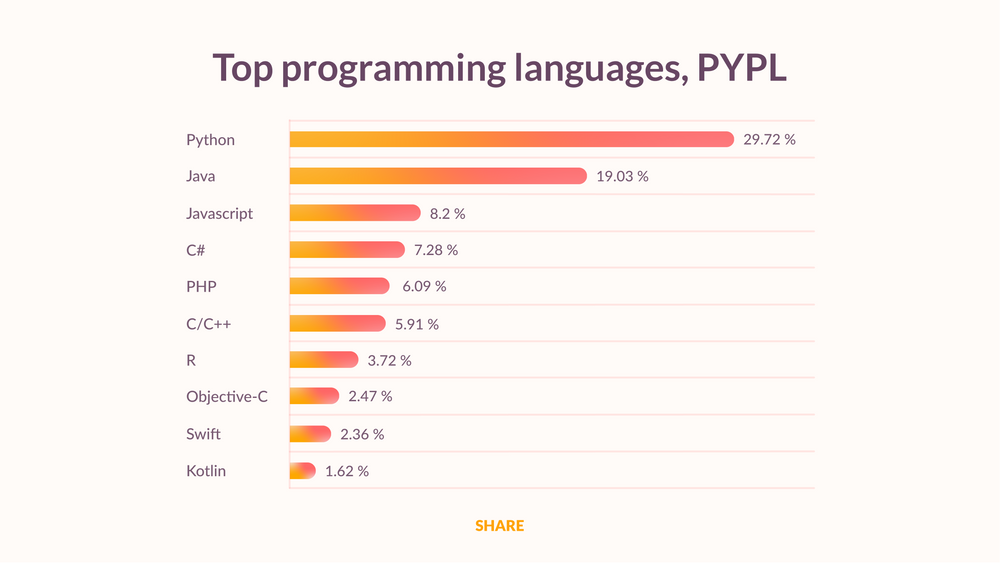 Top programming languages, PYPL
Python 29.72 %
Java 19.03 %
Javascript 8.2 %
C# 7.28 %
PHP 6.09 %
C/C++ 5.91 %
R 3.72 %
Objective-C 2.47 %
Swift 2.36 %
Kotlin 1.62 %
SHARE